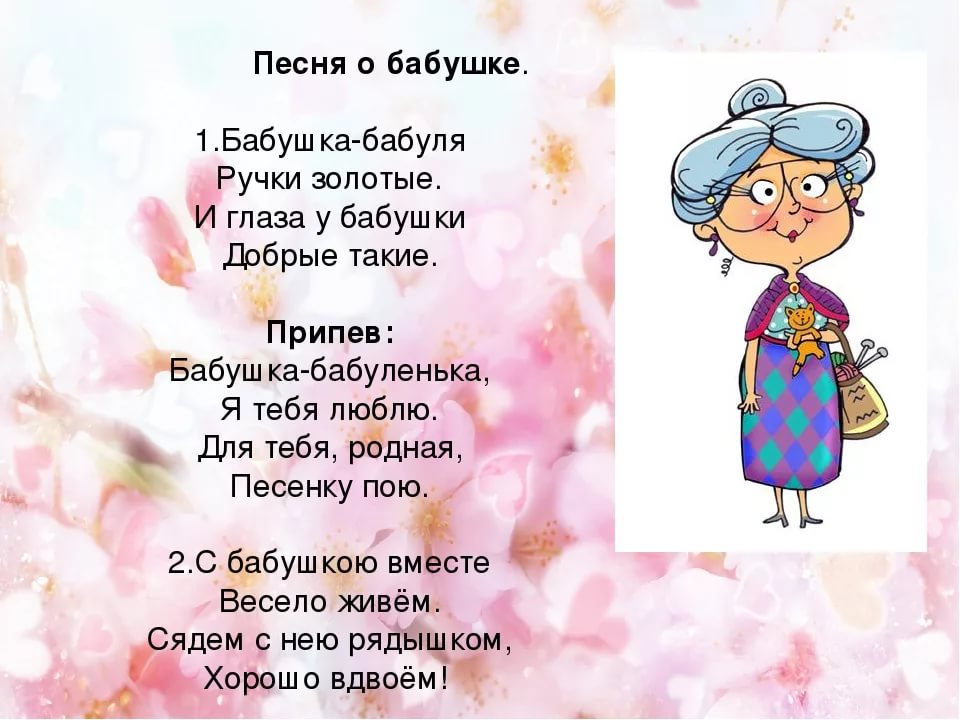 Песня о бабушке.
1.Бабушка-бабуля
Ручки золотые.
И глаза у бабушки
Добрые такие.
Припев:
Бабушка-бабуленька,
Я тебя люблю.
Для тебя, родная,
Песенку пою.
2.С бабушкою вместе
Весело живём.
Сядем с нею рядышком,
Хорошо вдвоём!